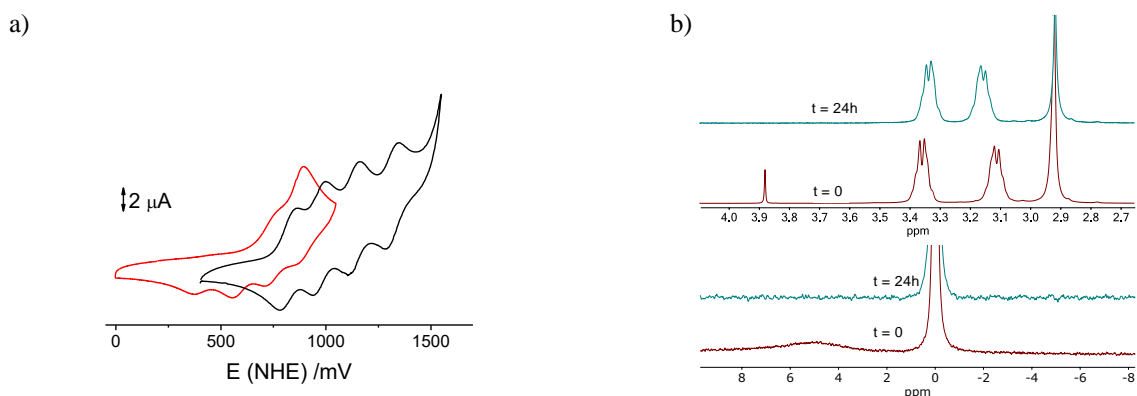 a)
2 μA
0 500 1000 1500
E (NHE) /mV
b)
t = 24h
t = 0
4.0 3.9 3.8 3.7 3.6 3.5 3.4 3.3 3.2 3.1 3.0 2.9 2.8 2.7
ppm
t = 24h
t = 0
8 6 4 2 0 -2 -4 -6 -8
ppm